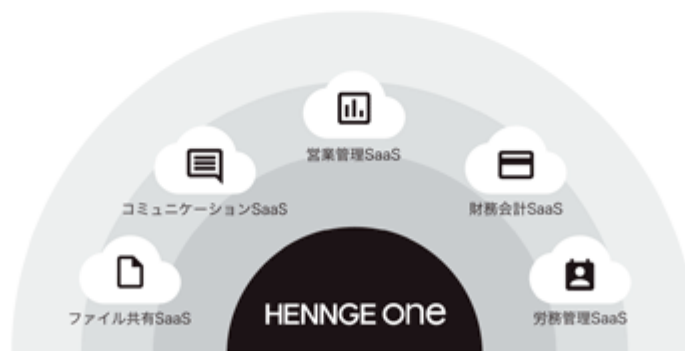 営業管理SaaS
コミュニケーションSaaS
財務会計SaaS
ファイル共有SaaS
労務管理SaaS
HENNGE one